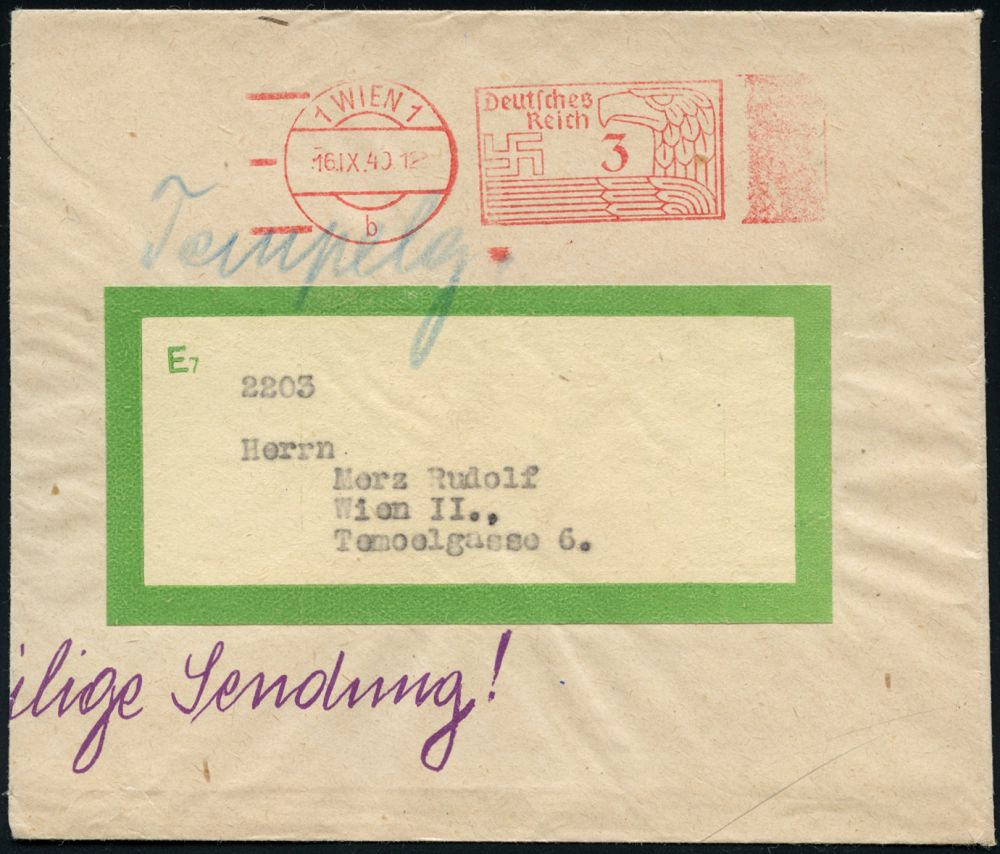 1 WIEN 1
16.IX.40.12
b
Deutsches
Reich
3
Tempelg.
E7
2203
Herrn
Merz Rudolf
Wien II.,
Temoelgasse 6.
ilige Sendung!